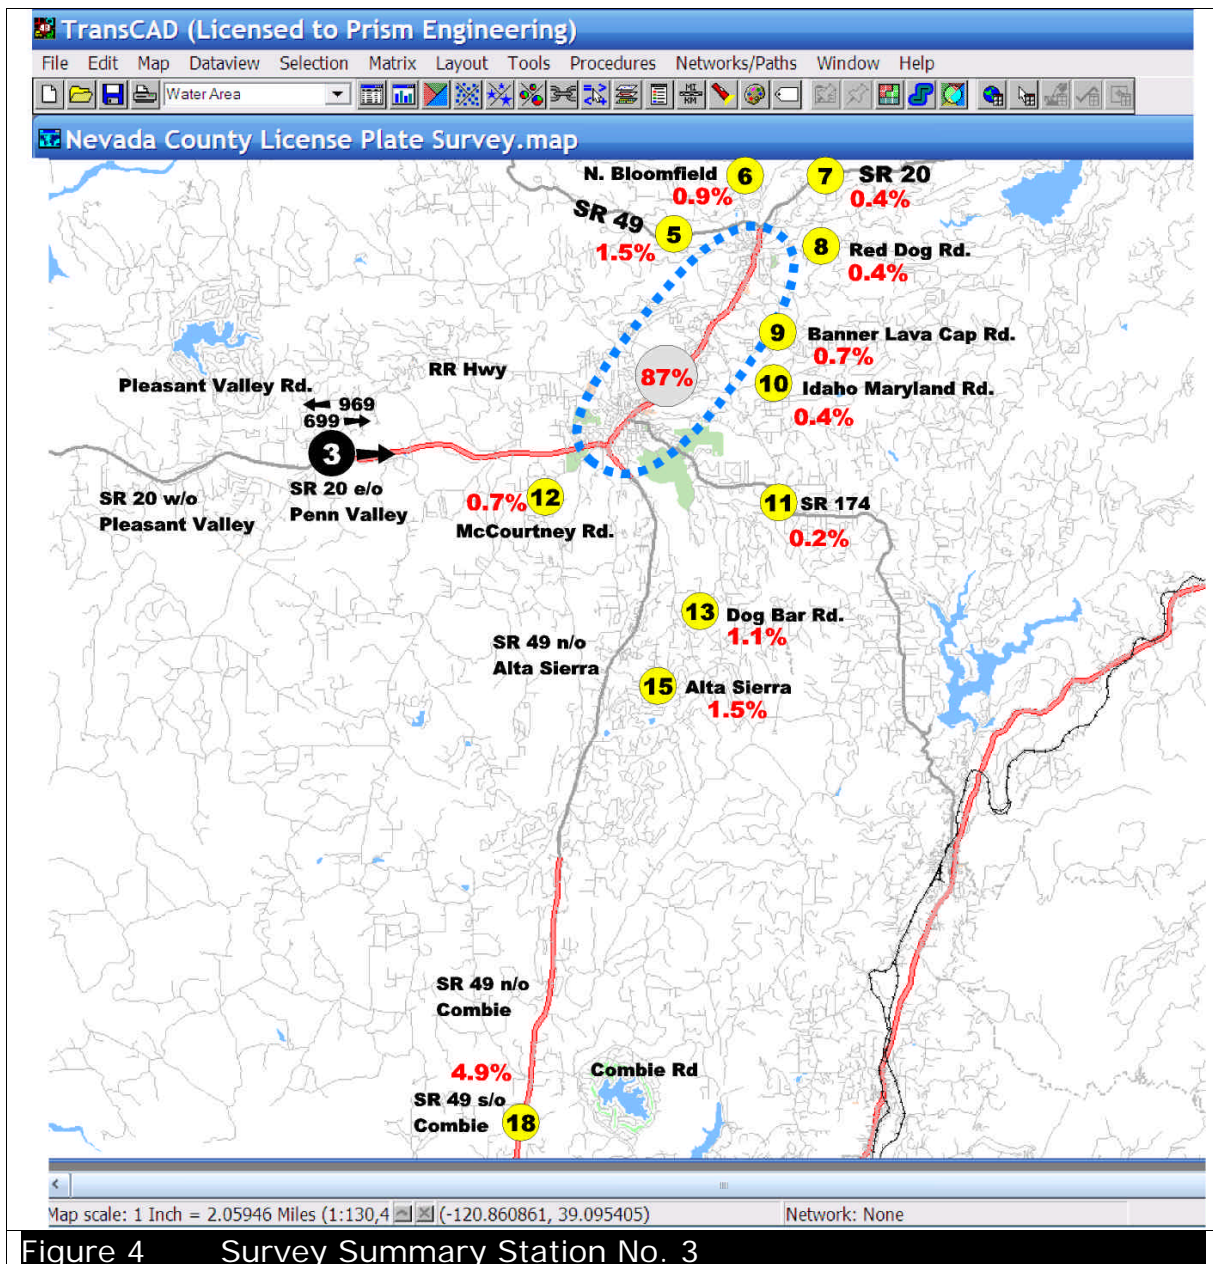 TransCAD (Licensed to Prism Engineering)
File Edit Map Dataview Selection Matrix Layout Tools Procedures Networks/Paths Window Help
Water Area
MI
KM
Nevada County License Plate Survey.map
N. Bloomfield 6 7 SR 20
0.9% 0.4%
SR 49 5
1.5%
8 Red Dog Rd.
0.4%
9 Banner Lava Cap Rd.
0.7%
RR Hwy
87%
10 Idaho Maryland Rd.
0.4%
Pleasant Valley Rd.
969
699
3
SR 20 w/o
Pleasant Valley
SR 20 e/o
Penn Valley
0.7% 12
McCourtney Rd.
11 SR 174
0.2%
13 Dog Bar Rd.
1.1%
SR 49 n/o
Alta Sierra
15 Alta Sierra
1.5%
SR 49 n/o
Combie
4.9%
SR 49 s/o
Combie 18
Combie Rd
Map scale: 1 Inch = 2.05946 Miles (1:130,4 (-120.860861, 39.095405) Network: None
Figure 4 Survey Summary Station No. 3